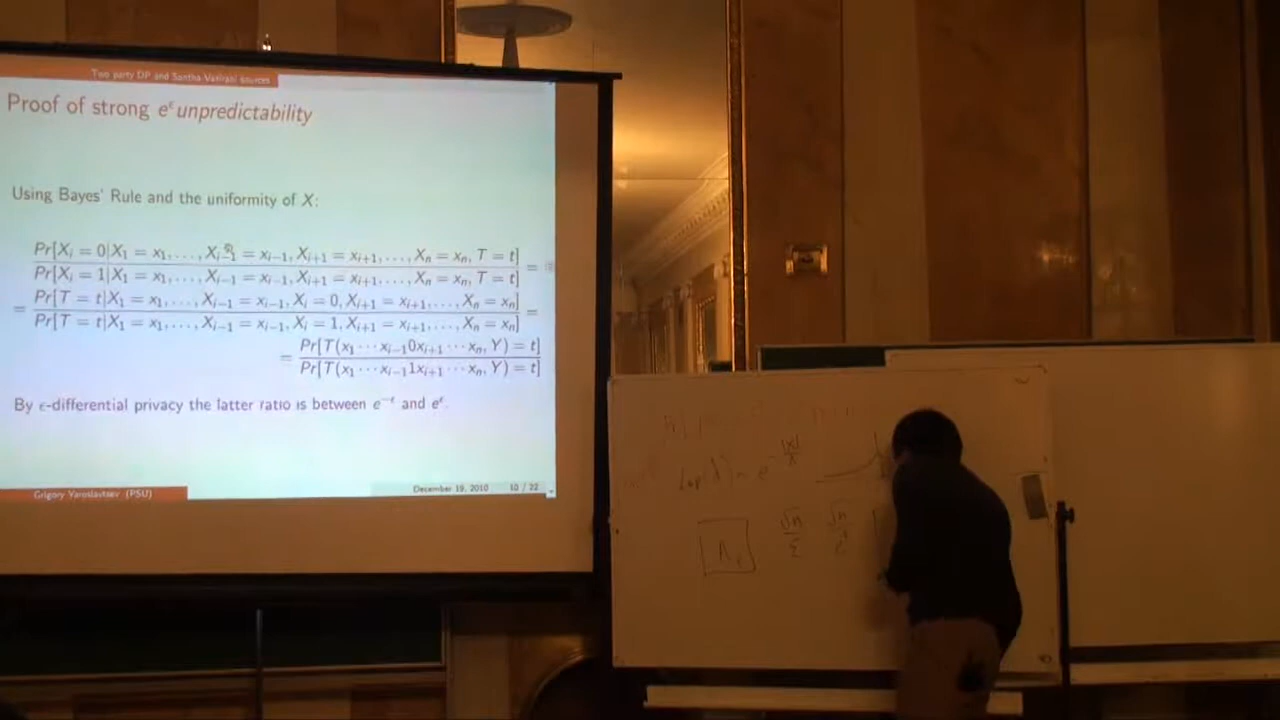 Two party DP and Santha Vazirani sources
Proof of strong e^ε unpredictability
Using Bayes' Rule and the uniformity of X:
Pr[X_i = 0|X_1 = x_1, ..., X_{i-1} = x_{i-1}, X_{i+1} = x_{i+1}, ..., X_n = x_n, T = t] =
Pr[X_i = 1|X_1 = x_1, ..., X_{i-1} = x_{i-1}, X_{i+1} = x_{i+1}, ..., X_n = x_n, T = t]
= Pr[T = t|X_1 = x_1, ..., X_{i-1} = x_{i-1}, X_i = 0, X_{i+1} = x_{i+1}, ..., X_n = x_n] =
Pr[T = t|X_1 = x_1, ..., X_{i-1} = x_{i-1}, X_i = 1, X_{i+1} = x_{i+1}, ..., X_n = x_n]
= Pr[T(x_1 ··· x_{i-1}0x_{i+1} ··· x_n, Y) = t]
Pr[T(x_1 ··· x_{i-1}1x_{i+1} ··· x_n, Y) = t]
By ε-differential privacy the latter ratio is between e^{-ε} and e^ε.
Grigory Yaroslavtsev (PSU)
December 19, 2010 10 / 22
√n/ε